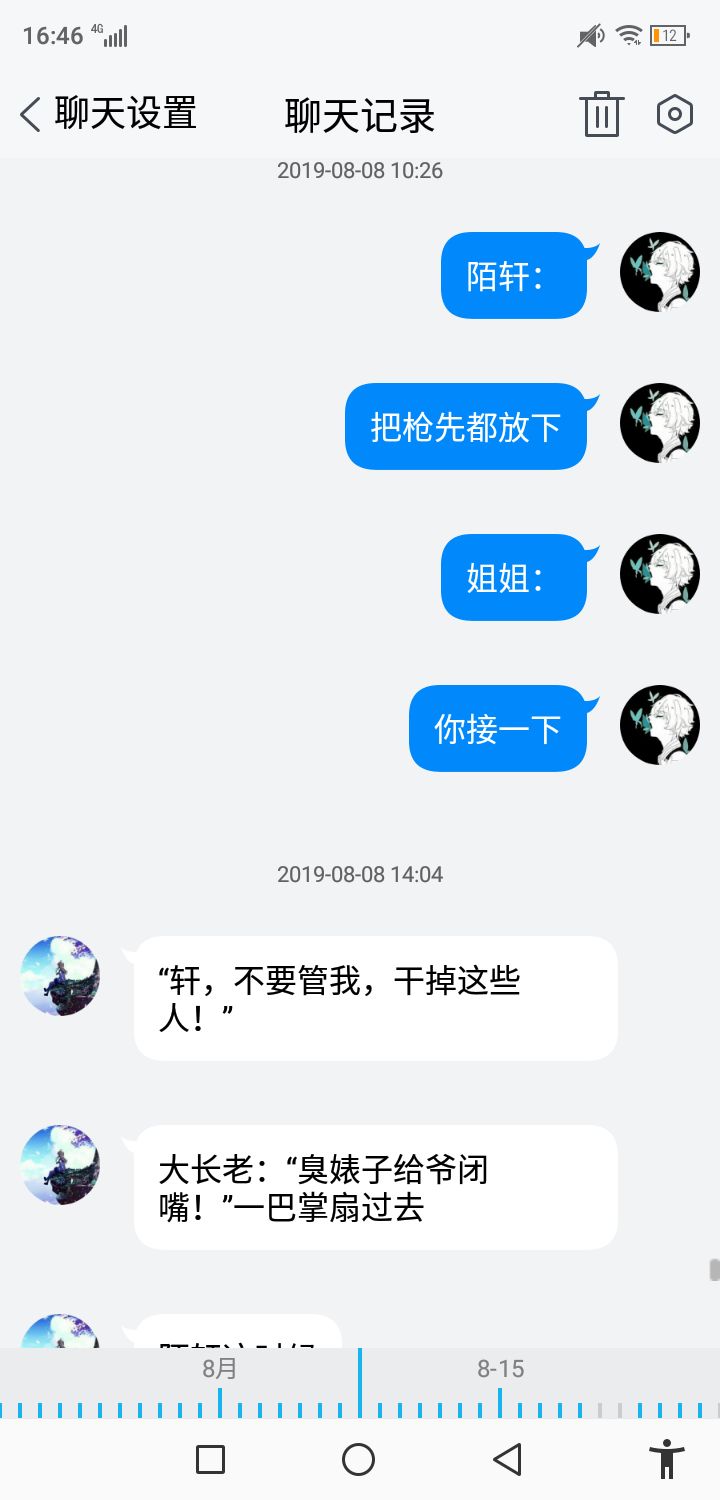 16:46 4G 12
聊天设置 聊天记录
2019-08-08 10:26
陌轩：
把枪先都放下
姐姐：
你接一下
2019-08-08 14:04
“轩，不要管我，干掉这些
人！”
大长老：“臭婊子给爷闭
嘴！”一巴掌扇过去
8月 8-15